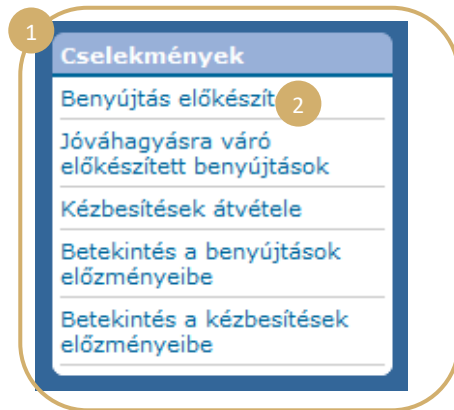 1
Cselekmények
Benyújtás előkészít
2
Jóváhagyásra váró
előkészített benyújtások
Kézbesítések átvétele
Betekintés a benyújtások
előzményeibe
Betekintés a kézbesítések
előzményeibe